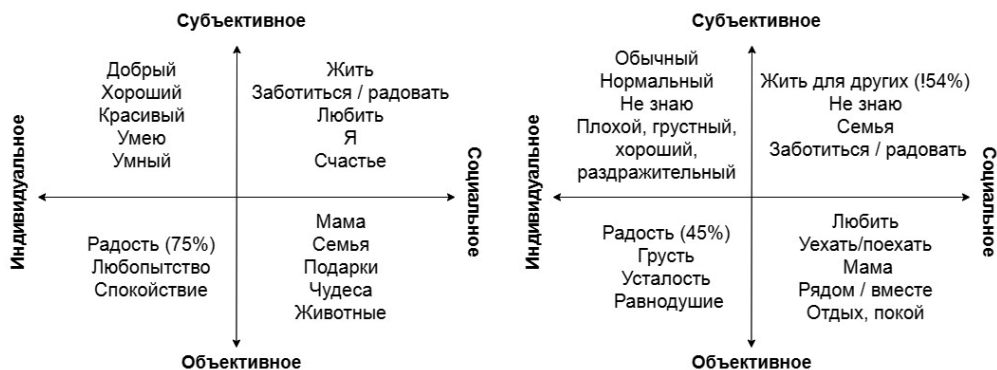 Субъективное
Добрый
Хороший
Красивый
Умею
Умный
Жить
Заботиться / радовать
Любить
Я
Счастье
Индивидуальное
Социальное
Радость (75%)
Любопытство
Спокойствие
Мама
Семья
Подарки
Чудеса
Животные
Объективное
Субъективное
Обычный
Нормальный
Не знаю
Плохой, грустный,
хороший,
раздражительный
Жить для других (!54%)
Не знаю
Семья
Заботиться / радовать
Индивидуальное
Социальное
Радость (45%)
Грусть
Усталость
Равнодушие
Любить
Уехать/поехать
Мама
Рядом / вместе
Отдых, покой
Объективное